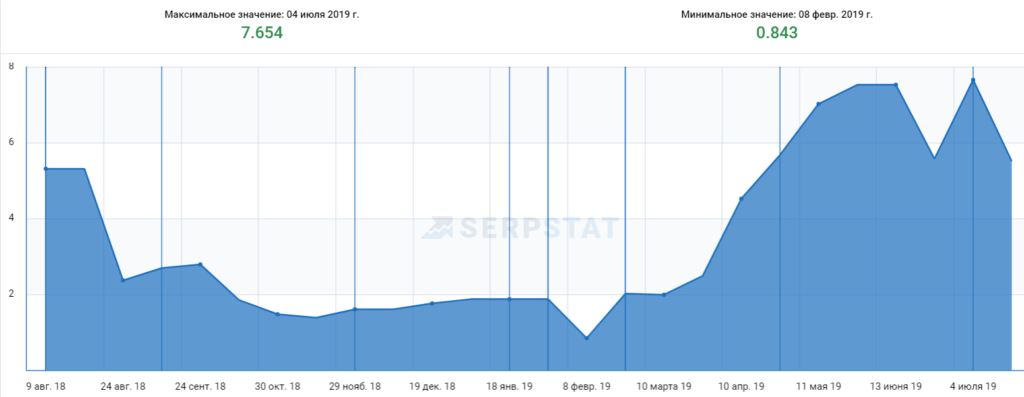 Максимальное значение: 04 июля 2019 г.
7.654
Минимальное значение: 08 февр. 2019 г.
0.843
8
6
4
2
SERPSTAT
9 авг. 18
24 авг. 18
24 сент. 18
30 окт. 18
29 нояб. 18
19 дек. 18
18 янв. 19
8 февр. 19
10 марта 19
10 апр. 19
11 мая 19
13 июня 19
4 июля 19